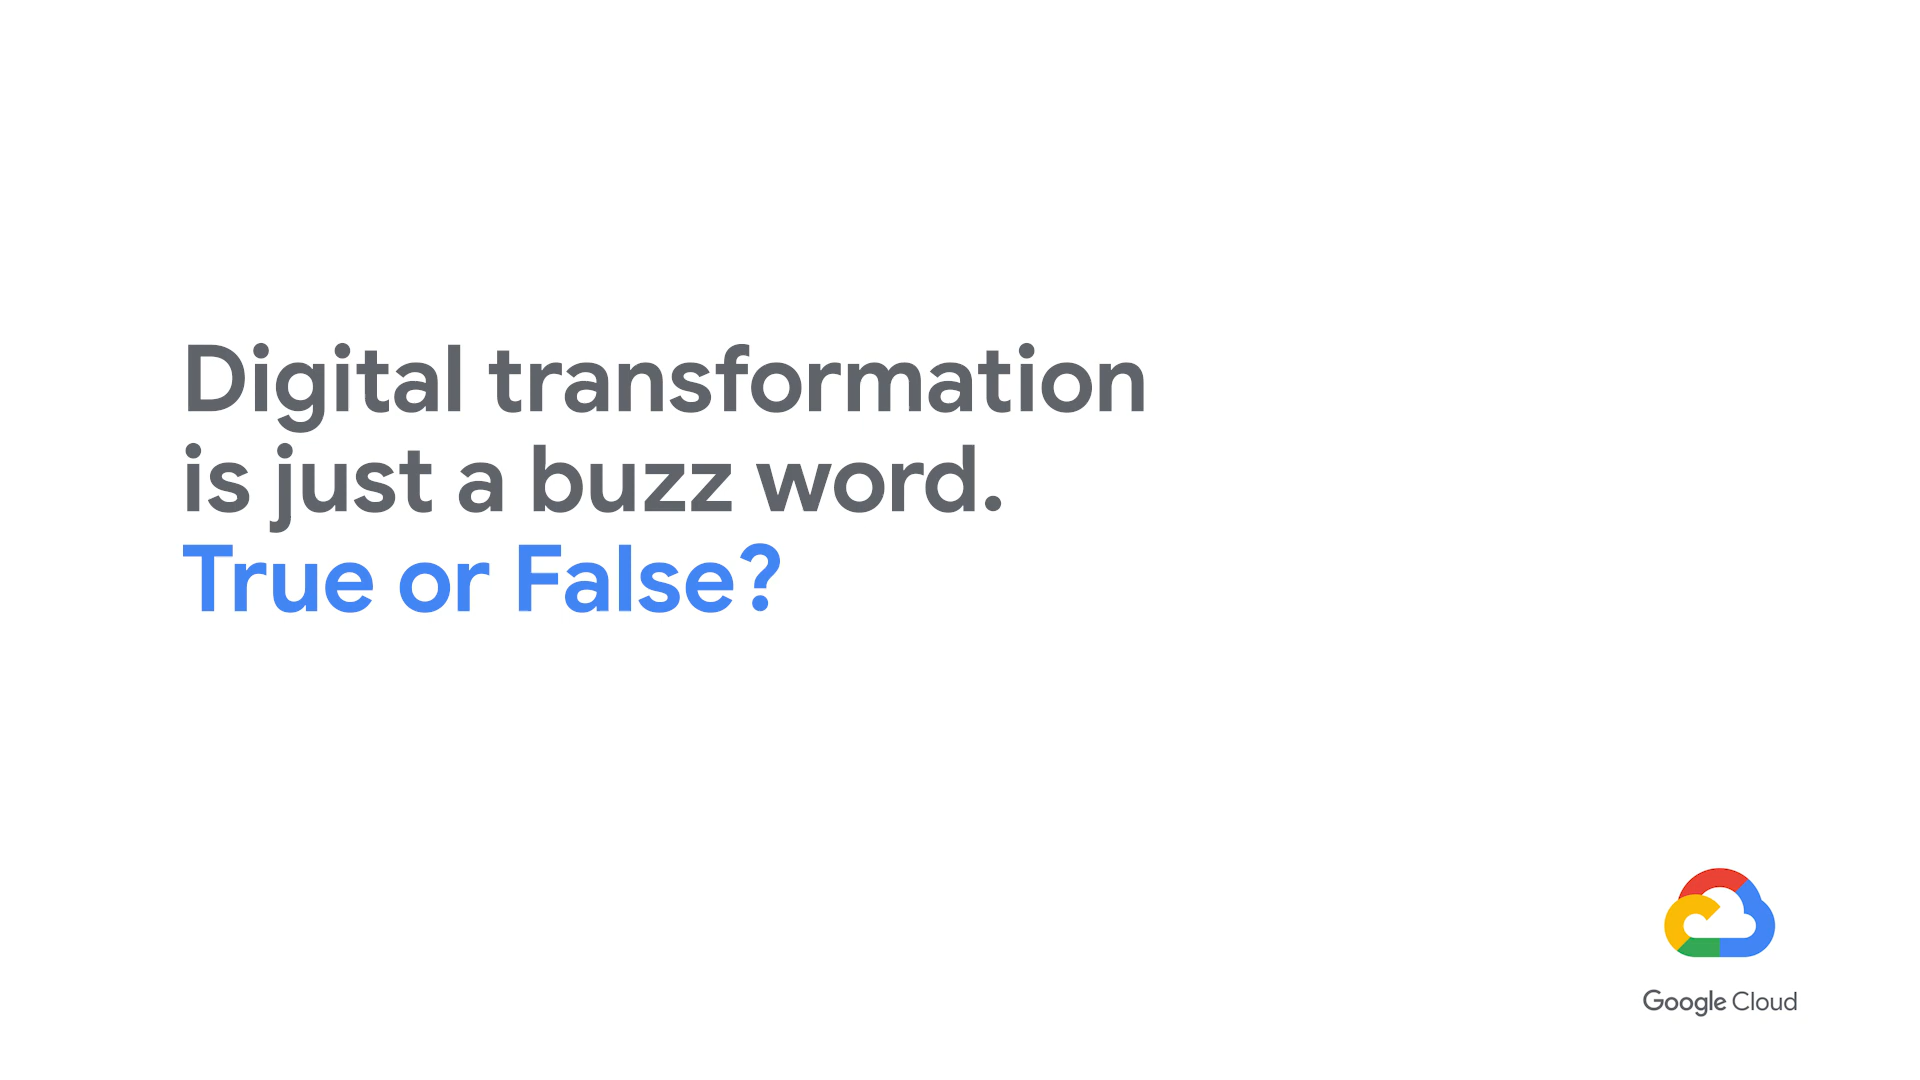 Digital transformation
is just a buzz word.
True or False?
Google Cloud